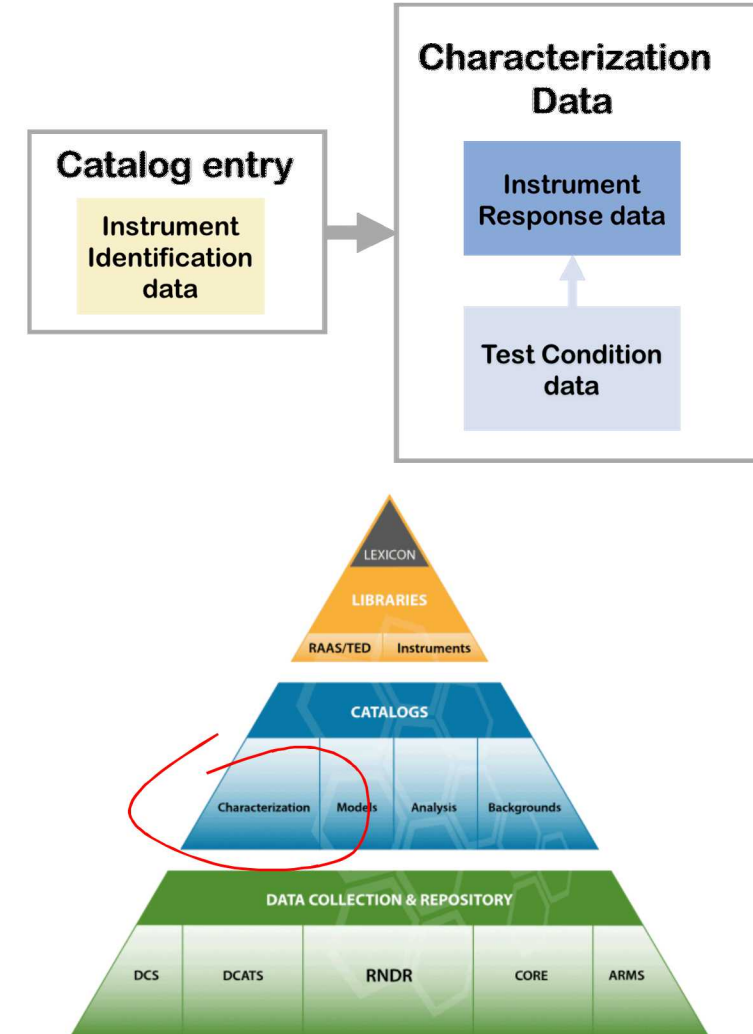 Characterization
Data
Catalog entry
Instrument
Identification
data
Instrument
Response data
Test Condition
data
LEXICON
LIBRARIES
RAAS/TED Instruments
CATALOGS
Characterization Models Analysis Backgrounds
DATA COLLECTION & REPOSITORY
DCS DCATS RNDR CORE ARMS